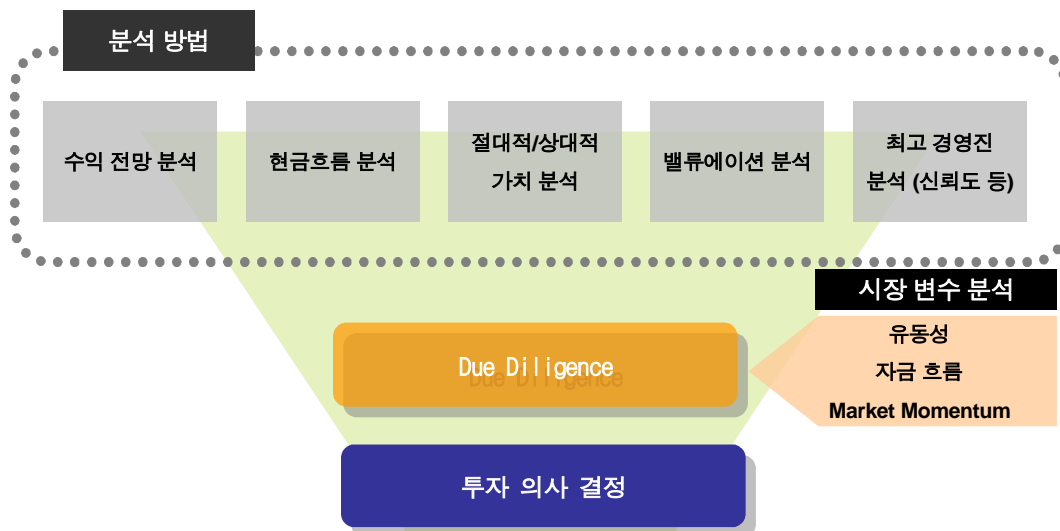 분석 방법
수익 전망 분석
현금흐름 분석
절대적/상대적
가치 분석
밸류에이션 분석
최고 경영진
분석 (신뢰도 등)
시장 변수 분석
유동성
자금 흐름
Market Momentum
Due Diligence
투자 의사 결정